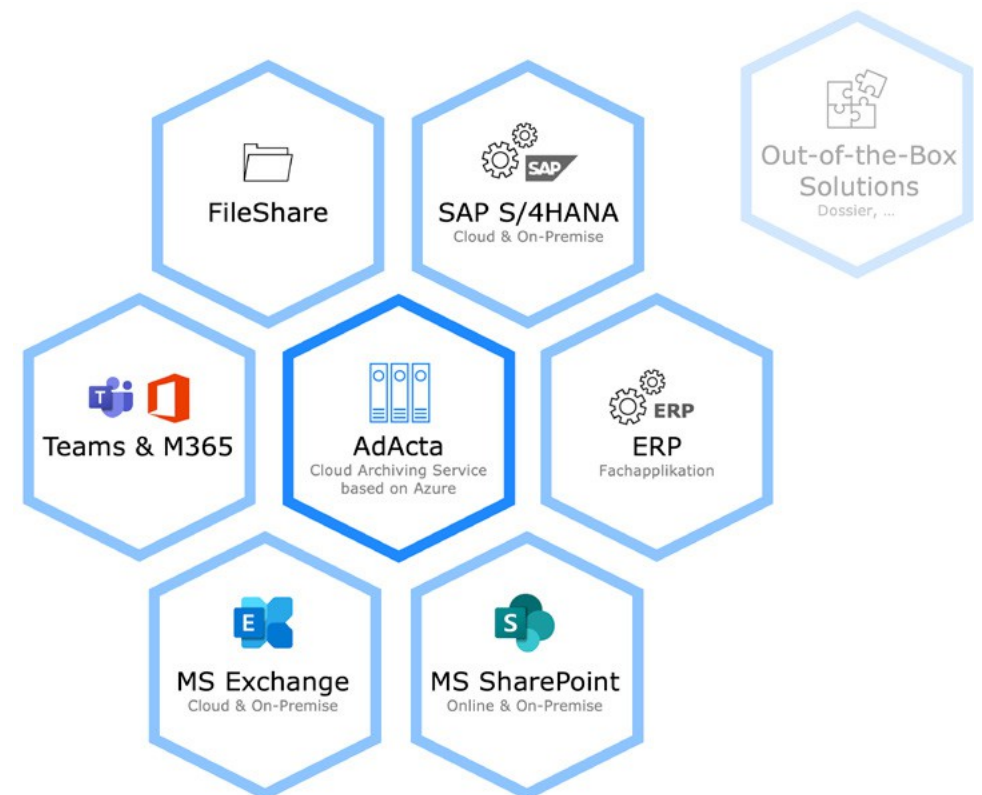 FileShare
SAP
SAP S/4HANA
Cloud & On-Premise
Out-of-the-Box
Solutions
Dossier, ...
T
Teams & M365
AdActa
Cloud Archiving Service
based on Azure
ERP
ERP
Fachapplikation
E
MS Exchange
Cloud & On-Premise
S
MS SharePoint
Online & On-Premise